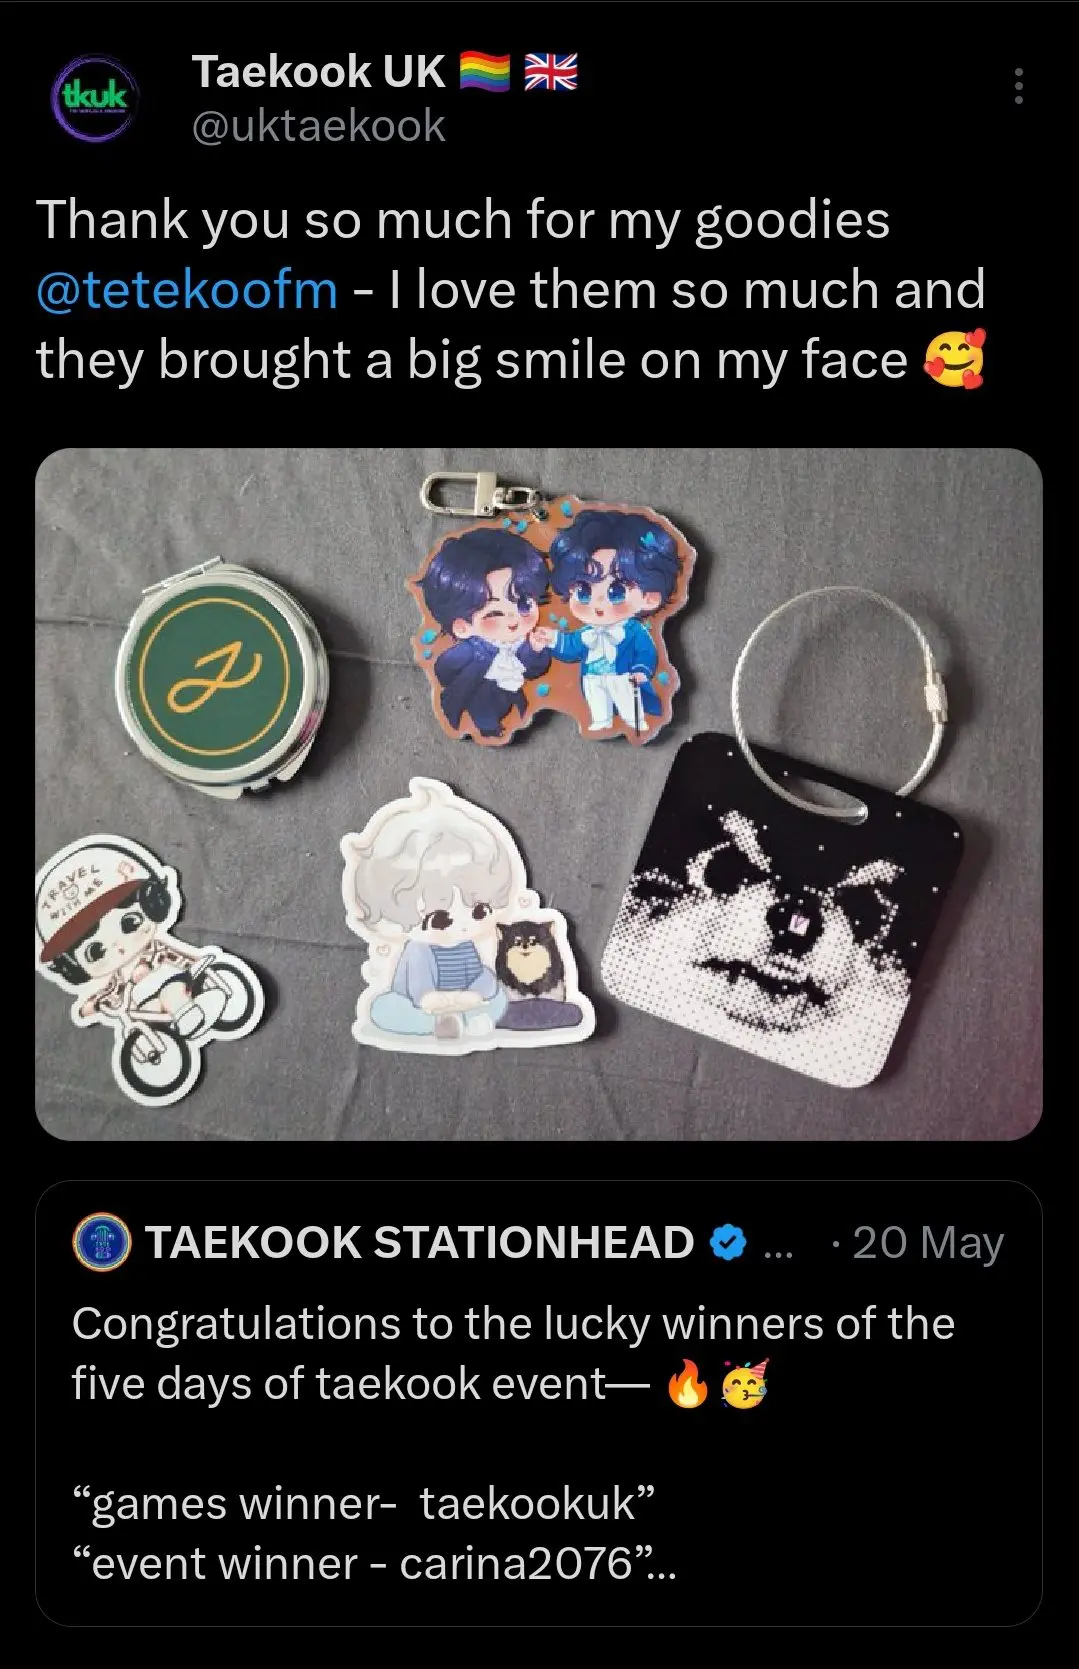 tkuk
Taekook UK 🏳️‍🌈 🇬🇧
@uktaekook
Thank you so much for my goodies
@tetekoofm - I love them so much and
they brought a big smile on my face 🥰
TRAVEL
WITH ME
TAEKOOK STATIONHEAD ... · 20 May
Congratulations to the lucky winners of the
five days of taekook event— 🔥🥳
“games winner-  taekookuk”
“event winner - carina2076”...